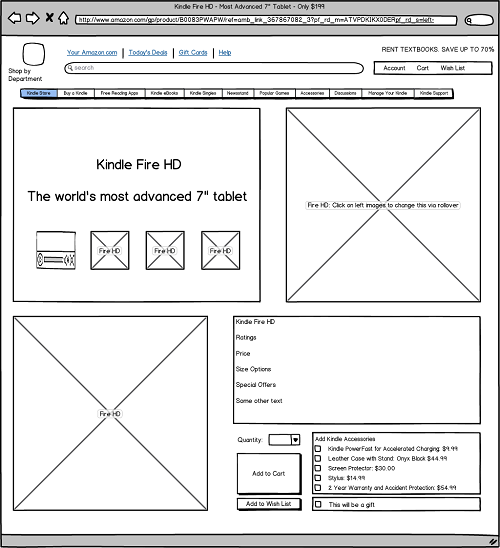 Kindle Fire HD - Most Advanced 7" Tablet - Only $199
http://www.amazon.com/gp/product/B0083PWAPW/ref=amb_link_367867082_3?pf_rd_m=ATVPDKIKX0DER&pf_rd_s=left-
Your Amazon.com | Today's Deals | Gift Cards | Help
RENT TEXTBOOKS. SAVE UP TO 70%
Shop by
Department
search
Account Cart Wish List
Kindle Store Buy a Kindle Free Reading Apps Kindle eBooks Kindle Singles Newsstand Popular Games Accessories Discussions Manage Your Kindle Kindle Support
Kindle Fire HD
The world's most advanced 7" tablet
Fire HD: Click on left images to change this via rollover
Fire HD Fire HD Fire HD
Fire HD
Kindle Fire HD
Ratings
Price
Size Options
Special Offers
Some other text
Quantity:
Add to Cart
Add to Wish List
Add Kindle Accessories
Kindle PowerFast for Accelerated Charging: $9.99
Leather Case with Stand: Onyx Black $44.99
Screen Protector: $30.00
Stylus: $14.99
2 Year Warranty and Accident Protection: $54.99
This will be a gift